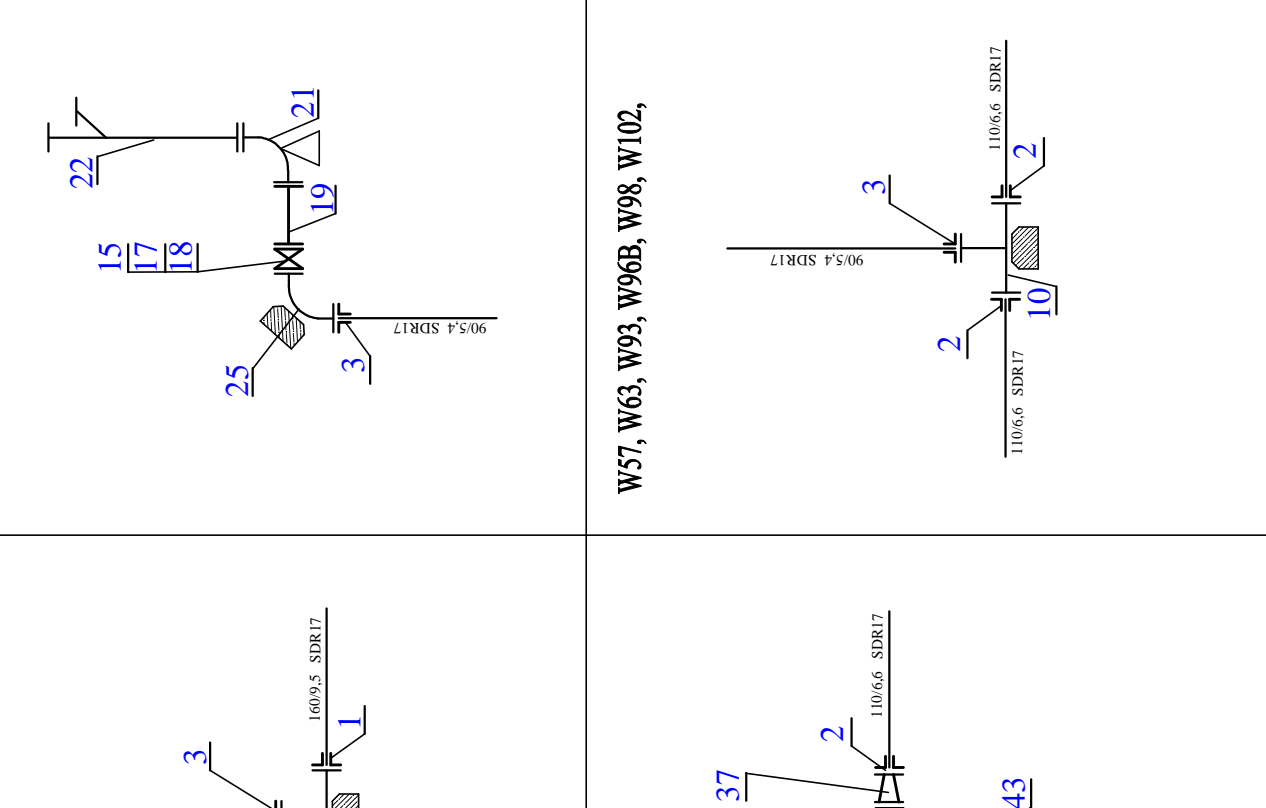 21
22
19
15
17
18
25
3
90/5,4 SDR17
W57, W63, W93, W96B, W98, W102,
110/6,6 SDR17
2
3
90/5,4 SDR17
10
2
110/6,6 SDR17
160/9,5 SDR17
1
3
110/6,6 SDR17
2
37
43